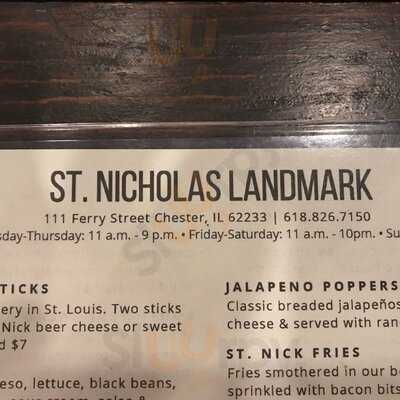 ST. NICHOLAS LANDMARK
111 Ferry Street Chester, IL 62233 | 618.826.7150
sday-Thursday: 11 a.m. - 9 p.m. • Friday-Saturday: 11 a.m. - 10pm. • Su
TICKS
ery in St. Louis. Two sticks
Nick beer cheese or sweet
d $7
eso, lettuce, black beans,
JALAPENO POPPERS
Classic breaded jalapeños
cheese & served with ran
ST. NICK FRIES
Fries smothered in our be
sprinkled with bacon bits